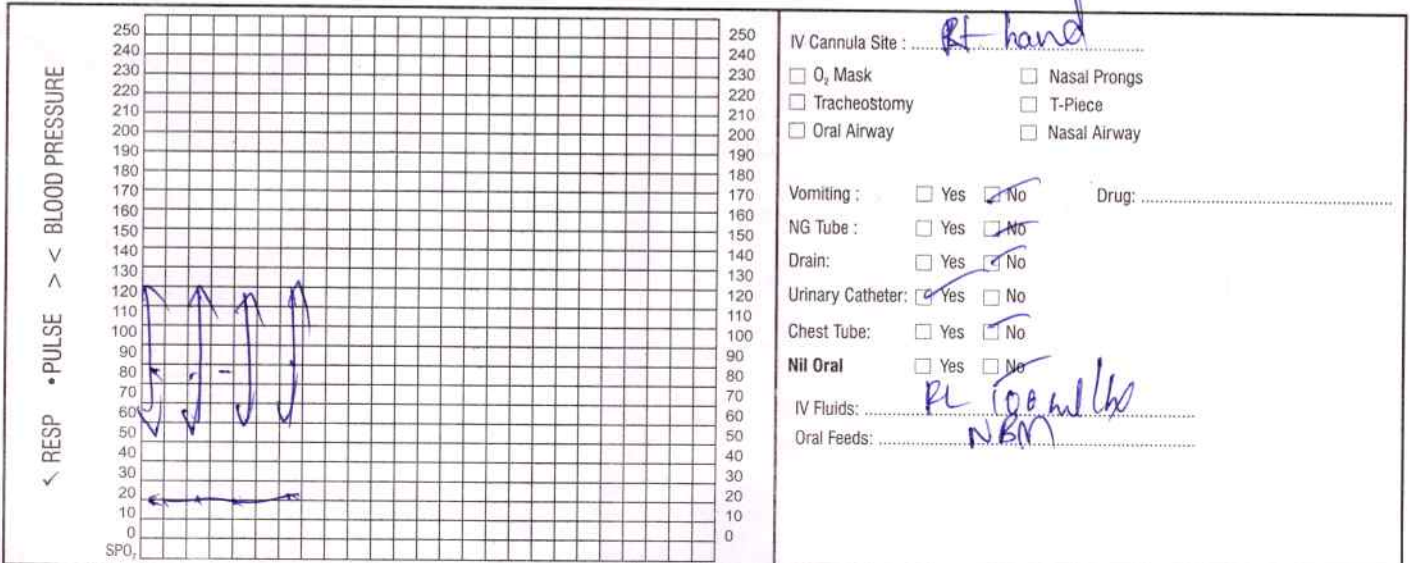 < RESP • PULSE > < BLOOD PRESSURE
250 250
240 240
230 230
220 220
210 210
200 200
190 190
180 180
170 170
160 160
150 150
140 140
130 130
120 120
110 110
100 100
90 90
80 80
70 70
60 60
50 50
40 40
30 30
20 20
10 10
0 0
SPO₂
IV Cannula Site : Rt hand
O₂ Mask Nasal Prongs
Tracheostomy T-Piece
Oral Airway Nasal Airway
Vomiting : Yes No Drug:
NG Tube : Yes No
Drain: Yes No
Urinary Catheter: Yes No
Chest Tube: Yes No
Nil Oral Yes No
IV Fluids: RL 100 ml
Oral Feeds: NBM